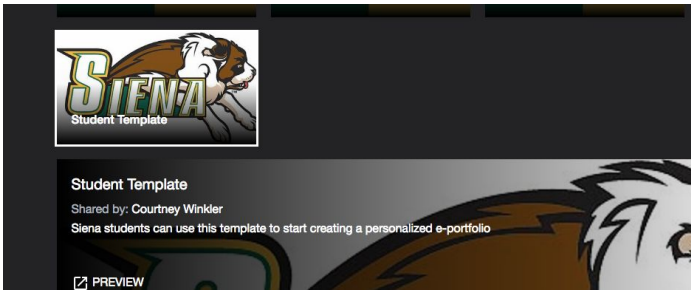 SIENA
Student Template
Student Template
Shared by: Courtney Winkler
Siena students can use this template to start creating a personalized e-portfolio
PREVIEW